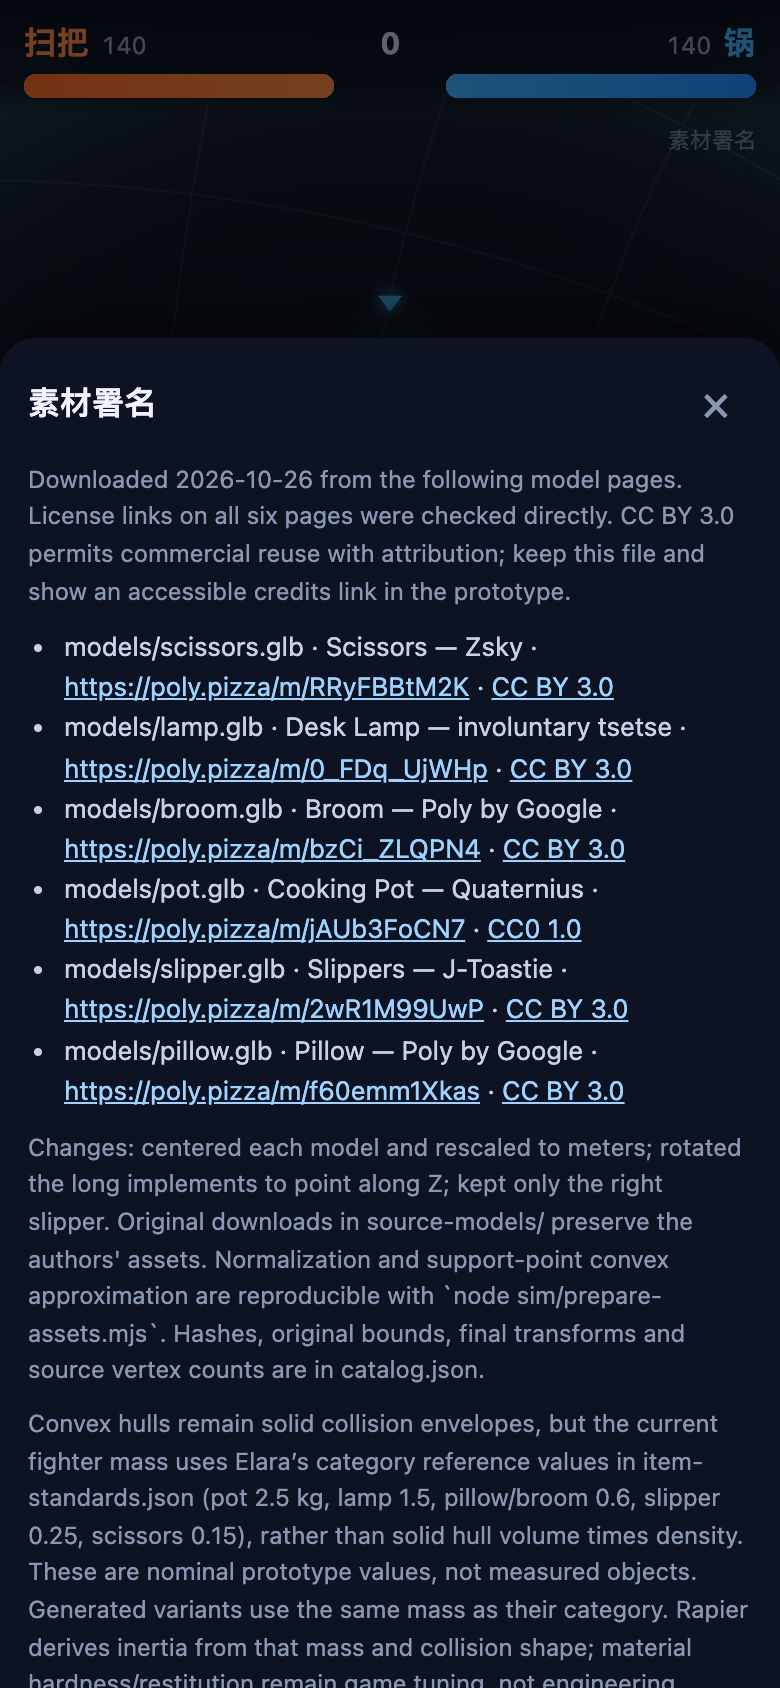 扫把 140 0 140 锅
素材署名
素材署名
Downloaded 2026-10-26 from the following model pages.
License links on all six pages were checked directly. CC BY 3.0
permits commercial reuse with attribution; keep this file and
show an accessible credits link in the prototype.
• models/scissors.glb · Scissors — Zsky ·
https://poly.pizza/m/RRyFBBtM2K · CC BY 3.0
• models/lamp.glb · Desk Lamp — involuntary tsetse ·
https://poly.pizza/m/0_FDq_UjWHp · CC BY 3.0
• models/broom.glb · Broom — Poly by Google ·
https://poly.pizza/m/bzCi_ZLQPN4 · CC BY 3.0
• models/pot.glb · Cooking Pot — Quaternius ·
https://poly.pizza/m/jAUb3FoCN7 · CC0 1.0
• models/slipper.glb · Slippers — J-Toastie ·
https://poly.pizza/m/2wR1M99UwP · CC BY 3.0
• models/pillow.glb · Pillow — Poly by Google ·
https://poly.pizza/m/f60emm1Xkas · CC BY 3.0
Changes: centered each model and rescaled to meters; rotated
the long implements to point along Z; kept only the right
slipper. Original downloads in source-models/ preserve the
authors' assets. Normalization and support-point convex
approximation are reproducible with `node sim/prepare-
assets.mjs`. Hashes, original bounds, final transforms and
source vertex counts are in catalog.json.
Convex hulls remain solid collision envelopes, but the current
fighter mass uses Elara’s category reference values in item-
standards.json (pot 2.5 kg, lamp 1.5, pillow/broom 0.6, slipper
0.25, scissors 0.15), rather than solid hull volume times density.
These are nominal prototype values, not measured objects.
Generated variants use the same mass as their category. Rapier
derives inertia from that mass and collision shape; material
hardness/restitution remain game tuning, not engineering